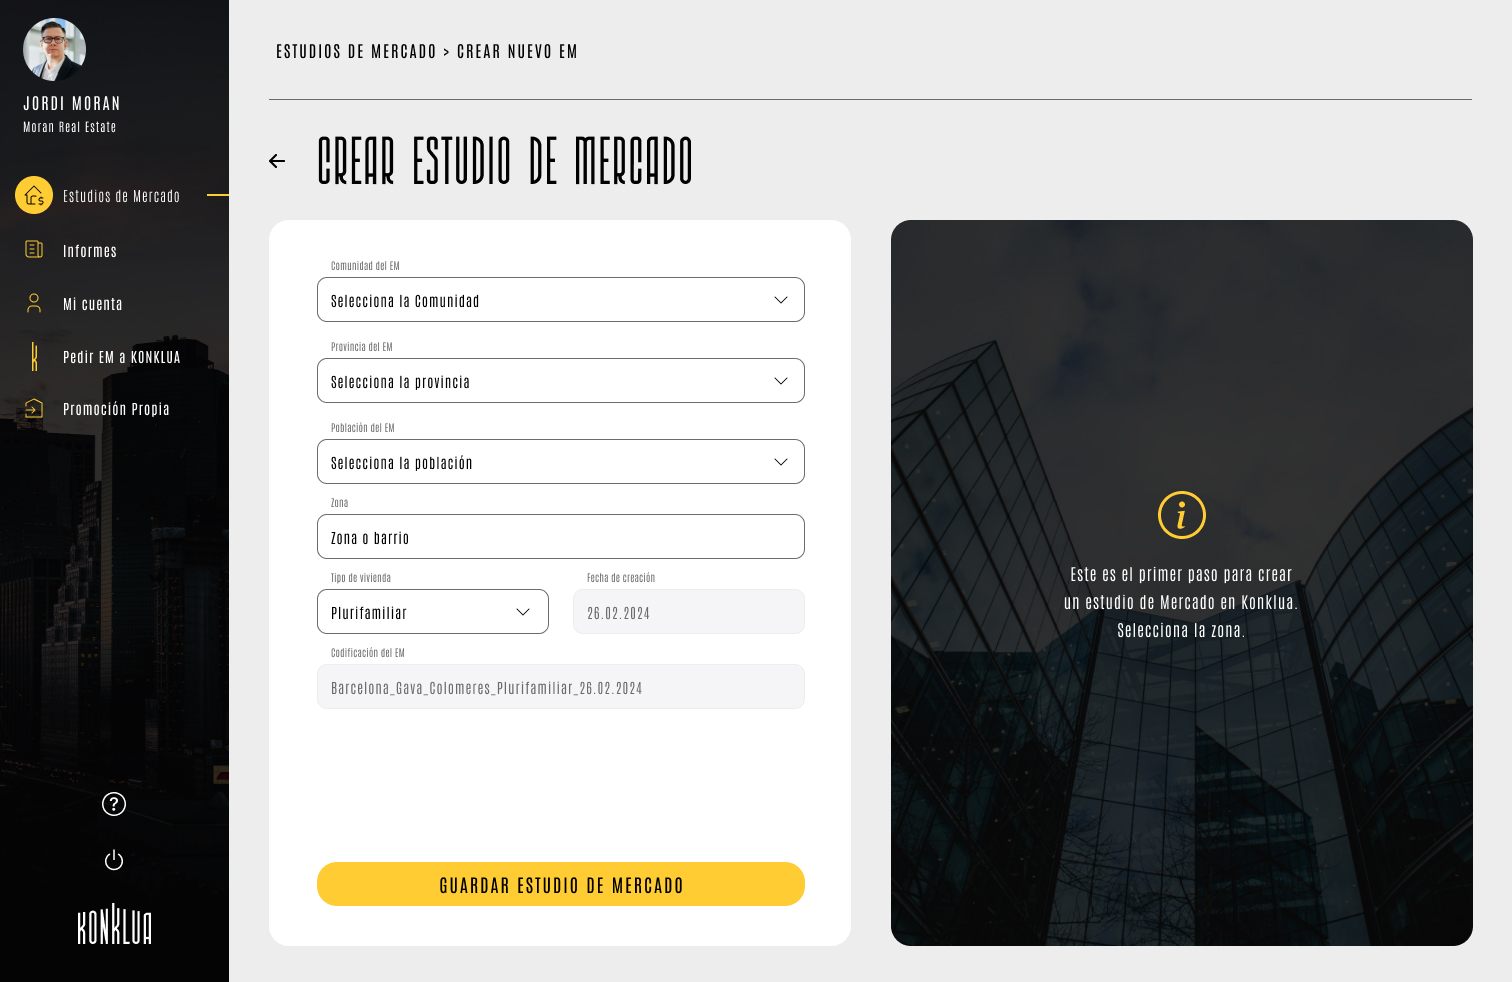 JORDI MORAN
Moran Real Estate
Estudios de Mercado
Informes
Mi cuenta
Pedir EM a KONKLUA
Promoción Propia
?
KONKLUA
ESTUDIOS DE MERCADO > CREAR NUEVO EM
CREAR ESTUDIO DE MERCADO
Comunidad del EM
Selecciona la Comunidad
Provincia del EM
Selecciona la provincia
Población del EM
Selecciona la población
Zona
Zona o barrio
Tipo de vivienda
Plurifamiliar
Fecha de creación
26.02.2024
Codificación del EM
Barcelona_Gava_Colomeres_Plurifamiliar_26.02.2024
GUARDAR ESTUDIO DE MERCADO
i
Este es el primer paso para crear
un estudio de Mercado en Konklua.
Selecciona la zona.